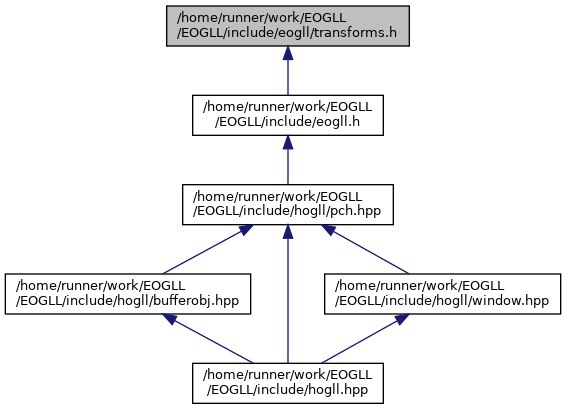 /home/runner/work/EOGLL
/EOGLL/include/eogll/transforms.h
/home/runner/work/EOGLL
/EOGLL/include/eogll.h
/home/runner/work/EOGLL
/EOGLL/include/hogll/pch.hpp
/home/runner/work/EOGLL
/EOGLL/include/hogll/bufferobj.hpp
/home/runner/work/EOGLL
/EOGLL/include/hogll/window.hpp
/home/runner/work/EOGLL
/EOGLL/include/hogll.hpp